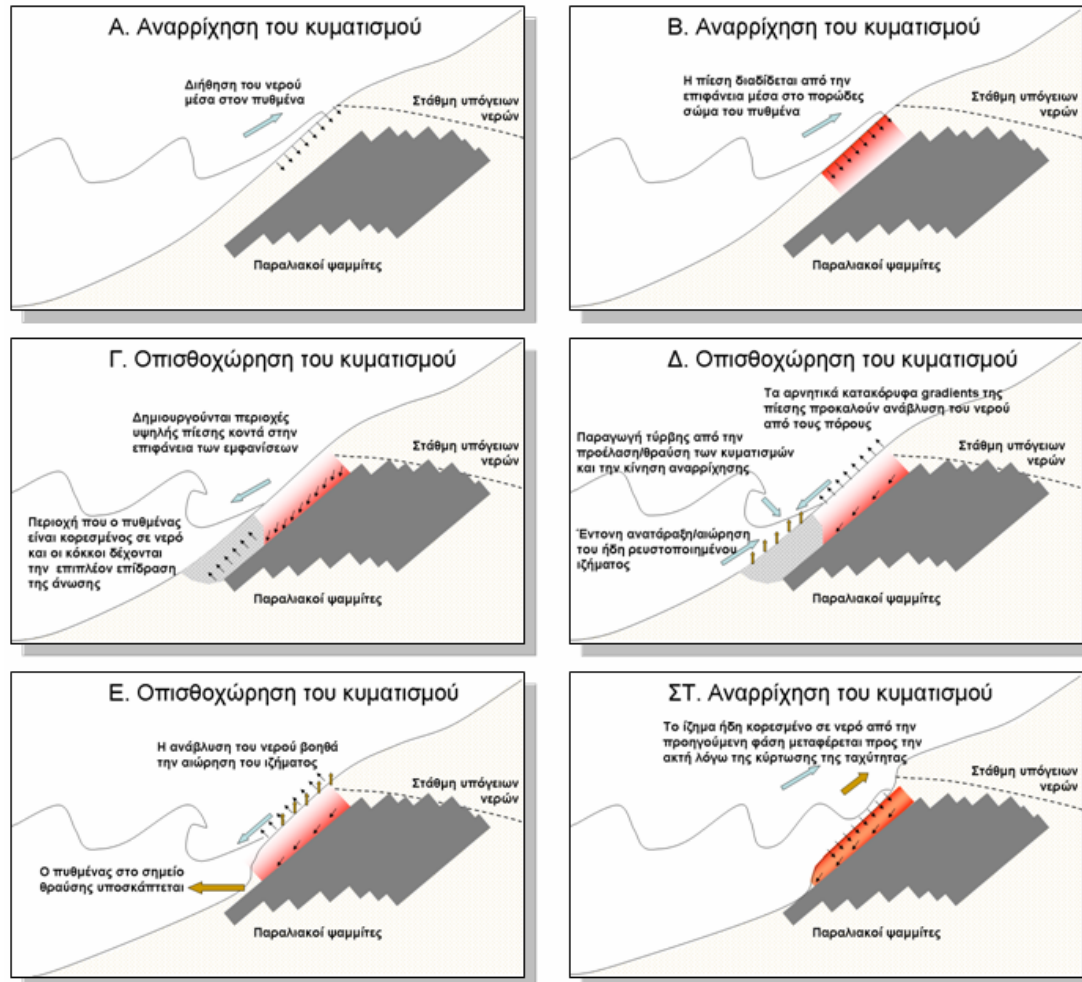 Α. Αναρρίχηση του κυματισμού
Διήθηση του νερού
μέσα στον πυθμένα
Στάθμη υπόγειων
νερών
Παραλιακοί ψαμμίτες
Β. Αναρρίχηση του κυματισμού
Η πίεση διαδίδεται από την
επιφάνεια μέσα στο πορώδες
σώμα του πυθμένα
Στάθμη υπόγειων
νερών
Παραλιακοί ψαμμίτες
Γ. Οπισθοχώρηση του κυματισμού
Δημιουργούνται περιοχές
υψηλής πίεσης κοντά στην
επιφάνεια των εμφανίσεων
Στάθμη υπόγειων
νερών
Περιοχή που ο πυθμένας
είναι κορεσμένος σε νερό
και οι κόκκοι δέχονται
την επιπλέον επίδραση
της άνωσης
Παραλιακοί ψαμμίτες
Δ. Οπισθοχώρηση του κυματισμού
Τα αρνητικά κατακόρυφα gradients της
πίεσης προκαλούν ανάβλυση του νερού
από τους πόρους
Παραγωγή τύρβης από την
προέλαση/θραύση των κυματισμών
και την κίνηση αναρρίχησης
Στάθμη υπόγειων
νερών
Έντονη ανατάραξη/αιώρηση
του ήδη ρευστοποιημένου
ιζήματος
Παραλιακοί ψαμμίτες
Ε. Οπισθοχώρηση του κυματισμού
Η ανάβλυση του νερού βοηθά
την αιώρηση του ιζήματος
Στάθμη υπόγειων
νερών
Ο πυθμένας στο σημείο
θραύσης υποσκάπτεται
Παραλιακοί ψαμμίτες
ΣΤ. Αναρρίχηση του κυματισμού
Το ίζημα ήδη κορεσμένο σε νερό από την
προηγούμενη φάση μεταφέρεται προς την
ακτή λόγω της κύρτωσης της ταχύτητας
Στάθμη υπόγειων
νερών
Παραλιακοί ψαμμίτες